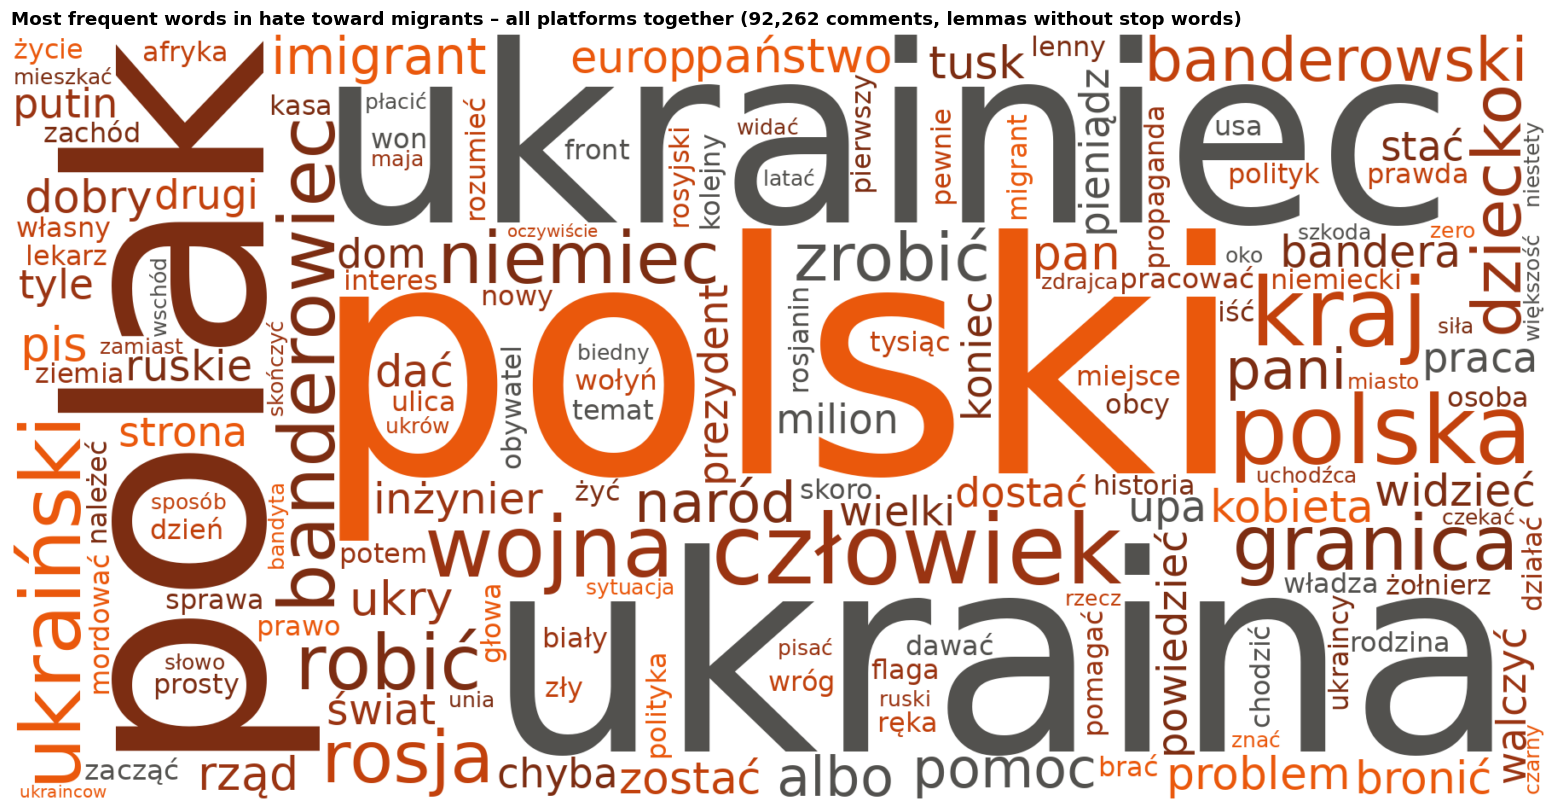 Most frequent words in hate toward migrants – all platforms together (92,262 comments, lemmas without stop words)
życie
afryka
imigrant
europ
państwo
tusk
lenny
banderowski
mieszkać
putin
kasa
płacić
zachód
won
maja
rozumieć
front
rosyjski
kolejny
widać
latać
pierwszy
pewnie
migrant
pieniądz
propaganda
usa
polityk
stać
prawda
dziecko
niestety
ukrainiec
polak
dobry
drugi
banderowiec
własny
lekarz
tyle
wschód
dom
interes
niemiec
oczywiście
nowy
zrobić
pan
zdrajca
pracować
oko
szkoda
bandera
zero
niemiecki
większość
iść
kraj
siła
pis
zamiast
ziemia
ruskie
skończyć
polski
dać
ulica
ukrów
obywatel
biedny
wołyń
temat
prezydent
rosjanin
tysiąc
milion
koniec
miejsce
obcy
pani
miasto
praca
osoba
polska
ukraiński
należeć
strona
sposób
dzień
bandyta
inżynier
żyć
naród
skoro
wielki
dostać
historia
uchodźca
upa
kobieta
widzieć
czekać
potem
wojna
człowiek
granica
działać
mordować
sprawa
prawo
ukry
sytuacja
rzecz
władza
żołnierz
słowo
prosty
robić
głowa
biały
zły
polityka
pisać
wróg
dawać
flaga
ruski
ręka
pomagać
powiedzieć
chodzić
ukraincy
rodzina
walczyć
ukraina
świat
unia
rosja
znać
czarny
zacząć
ukraincow
rząd
chyba
zostać
albo
pomoc
brać
problem
bronić